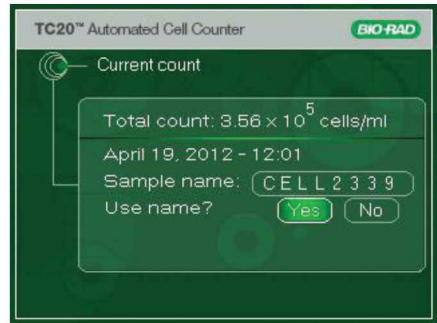 TC20™ Automated Cell Counter BIO-RAD
Current count
Total count: 3.56 × 10⁵ cells/ml
April 19, 2012 - 12:01
Sample name: CELL2339
Use name? Yes No